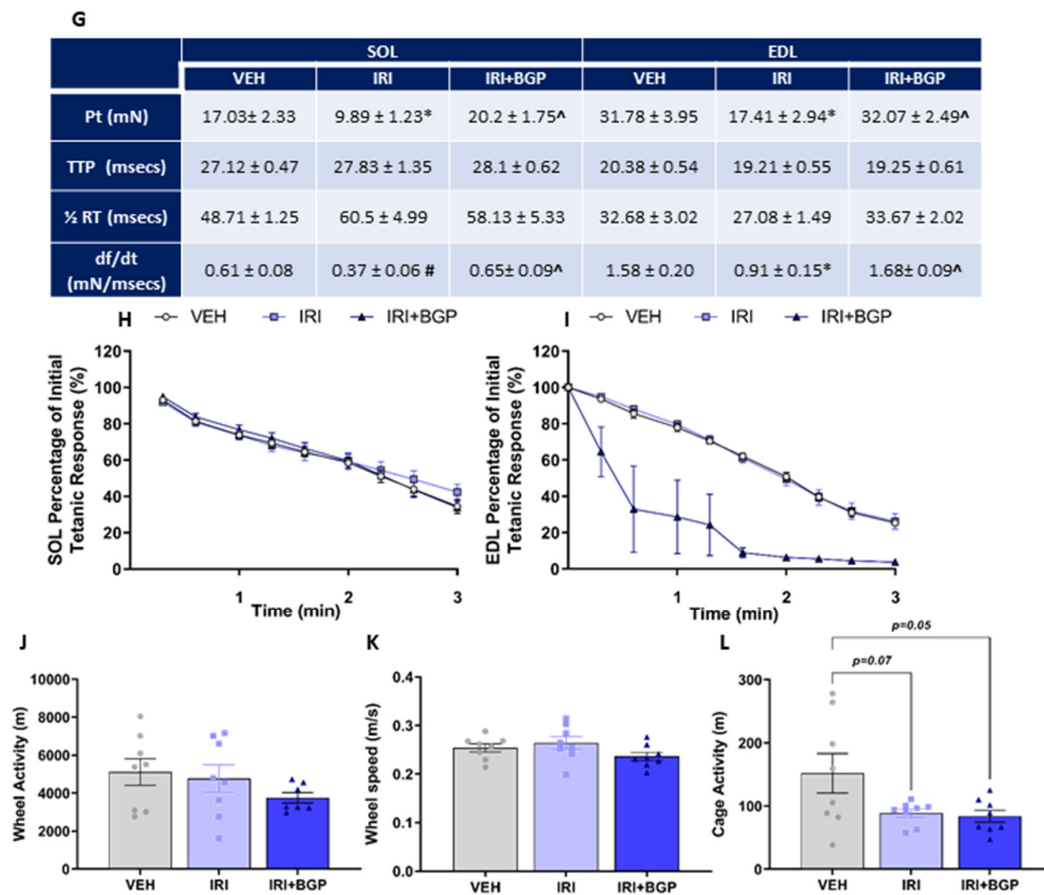 G
SOL EDL
VEH IRI IRI+BGP VEH IRI IRI+BGP
Pt (mN) 17.03± 2.33 9.89 ± 1.23* 20.2 ± 1.75^ 31.78 ± 3.95 17.41 ± 2.94* 32.07 ± 2.49^
TTP (msecs) 27.12 ± 0.47 27.83 ± 1.35 28.1 ± 0.62 20.38 ± 0.54 19.21 ± 0.55 19.25 ± 0.61
½ RT (msecs) 48.71 ± 1.25 60.5 ± 4.99 58.13 ± 5.33 32.68 ± 3.02 27.08 ± 1.49 33.67 ± 2.02
df/dt
(mN/msecs) 0.61 ± 0.08 0.37 ± 0.06 # 0.65± 0.09^ 1.58 ± 0.20 0.91 ± 0.15* 1.68± 0.09^
H VEH IRI IRI+BGP
SOL Percentage of Initial
Tetanic Response (%)
120
100
80
60
40
20
0
1 2 3
Time (min)
I VEH IRI IRI+BGP
EDL Percentage of Initial
Tetanic Response (%)
120
100
80
60
40
20
0
1 2 3
Time (min)
J
Wheel Activity (m)
10000
8000
6000
4000
2000
0
VEH IRI IRI+BGP
K
Wheel speed (m/s)
0.4
0.3
0.2
0.1
0.0
VEH IRI IRI+BGP
L
p=0.05
p=0.07
Cage Activity (m)
300
200
100
0
VEH IRI IRI+BGP